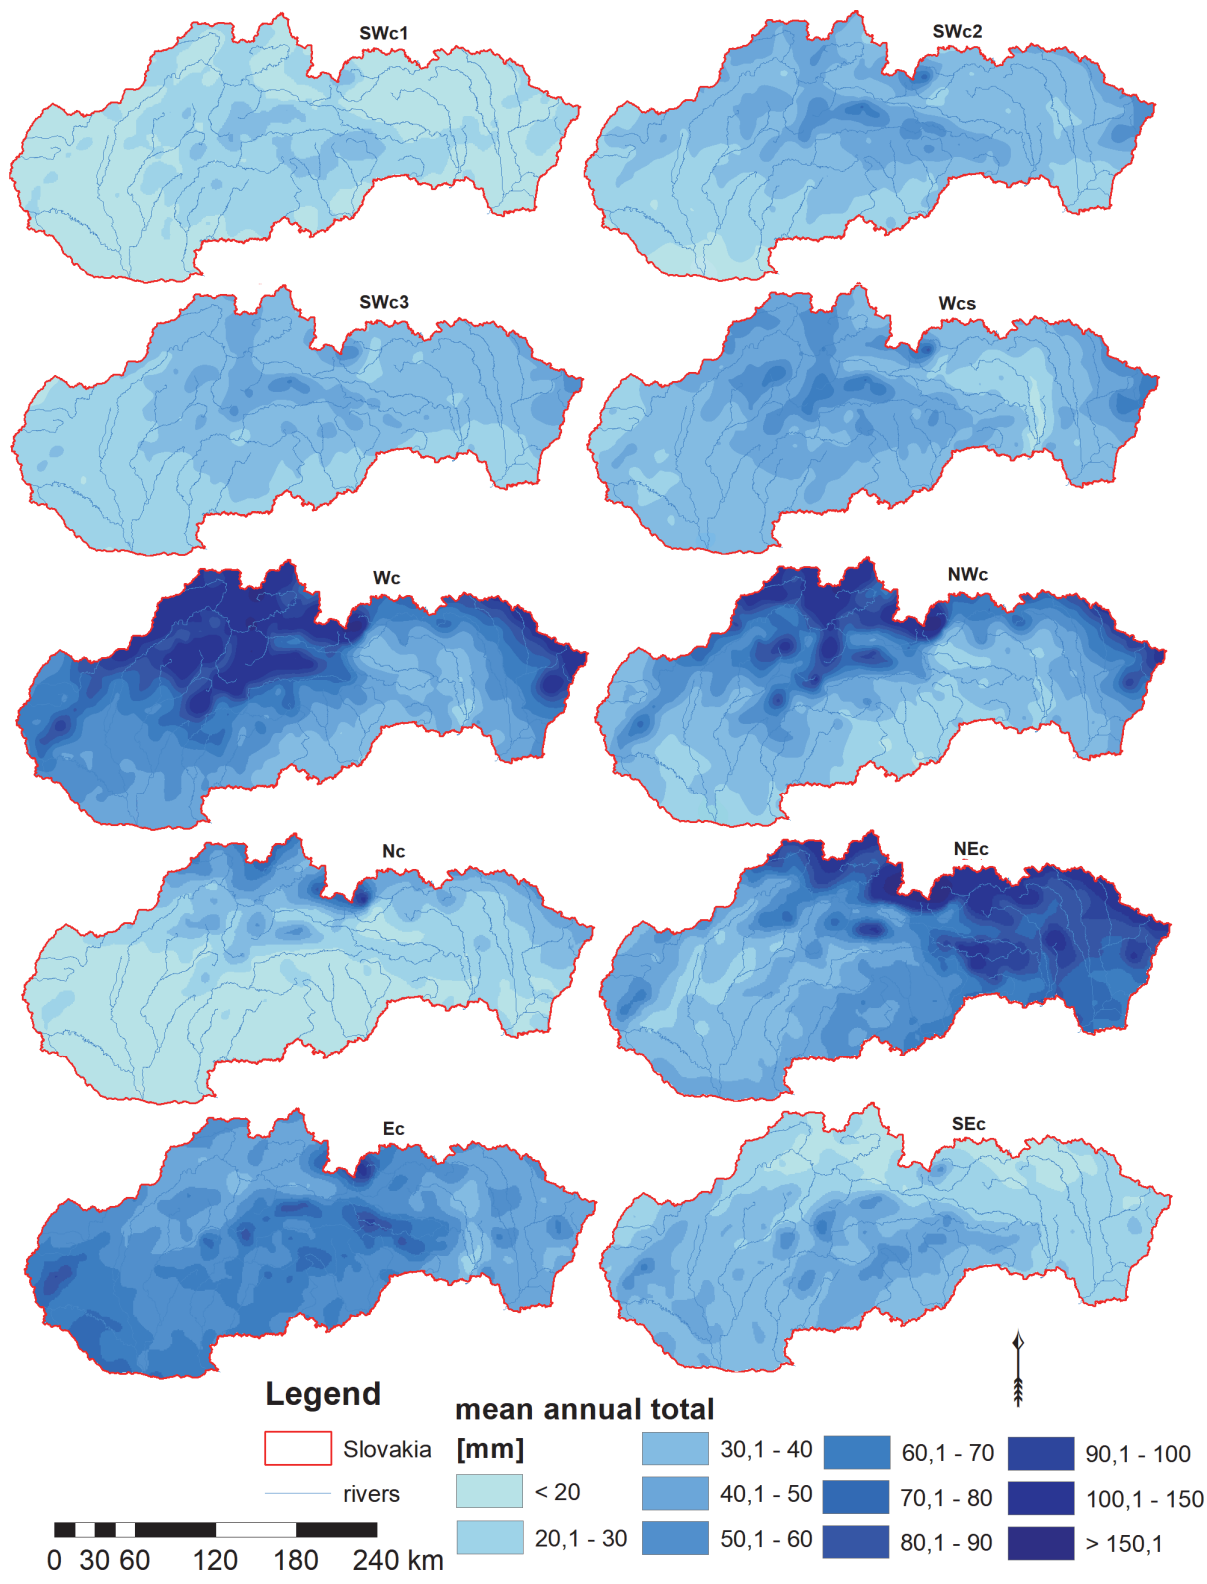 SWc1
SWc2
SWc3
Wcs
Wc
NWc
Nc
NEc
Ec
SEc
Legend
Slovakia
rivers
0 30 60 120 180 240 km
mean annual total
[mm]
< 20
20,1 - 30
30,1 - 40
40,1 - 50
50,1 - 60
60,1 - 70
70,1 - 80
80,1 - 90
90,1 - 100
100,1 - 150
> 150,1